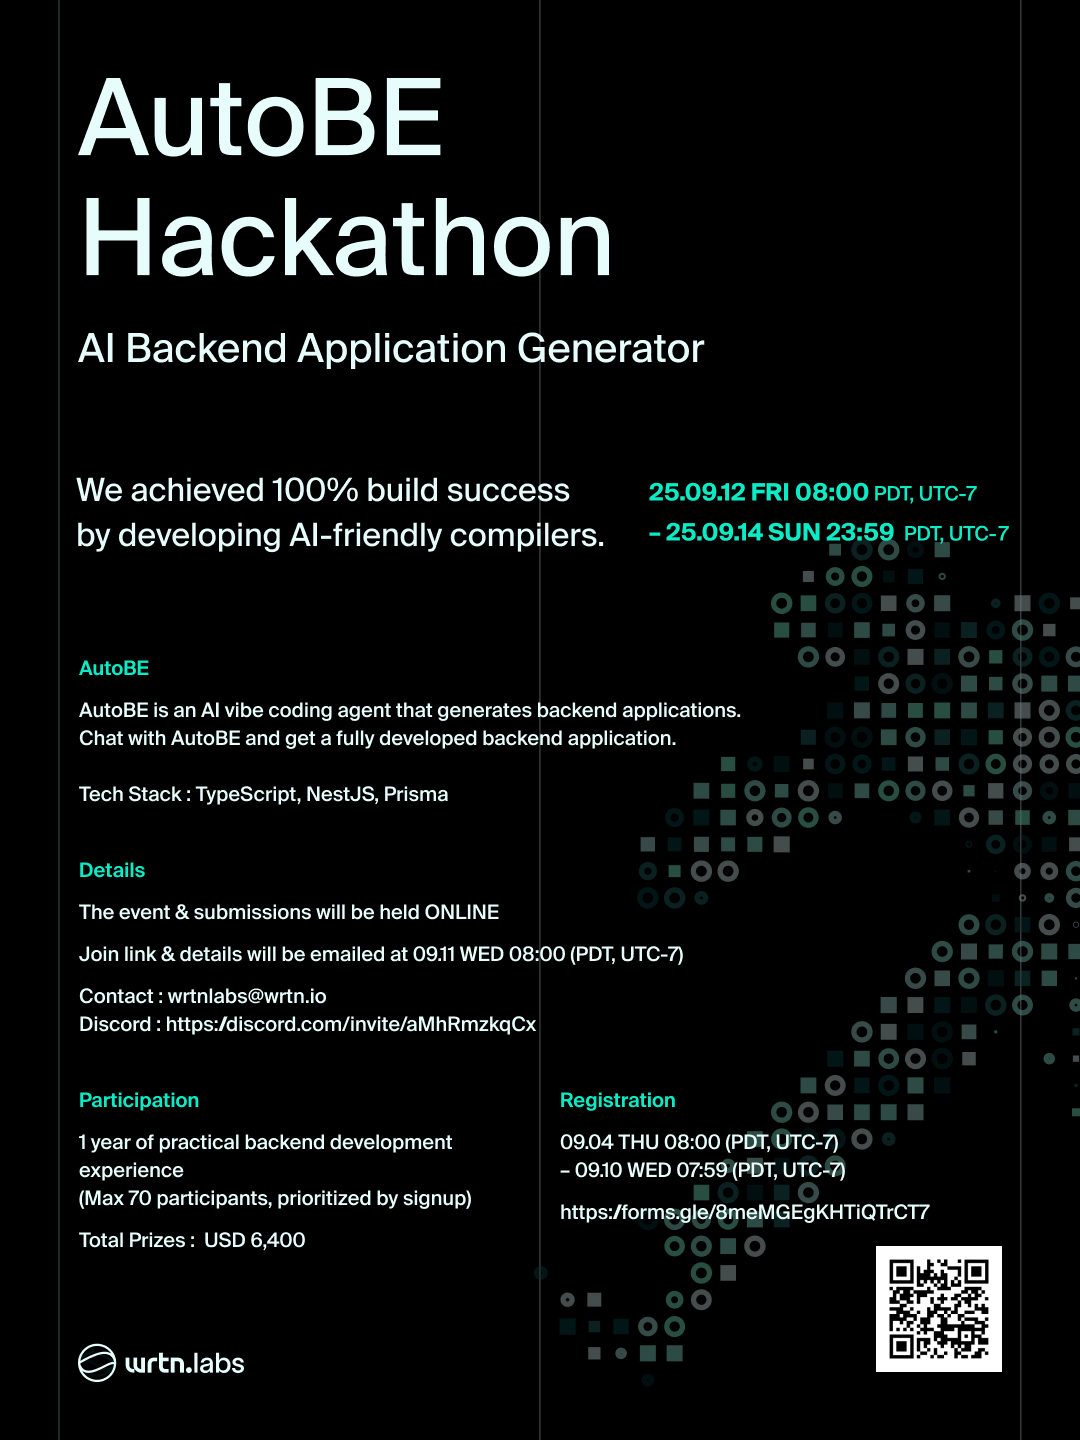 AutoBE
Hackathon
AI Backend Application Generator
We achieved 100% build success
by developing AI-friendly compilers.
25.09.12 FRI 08:00 PDT, UTC-7
– 25.09.14 SUN 23:59 PDT, UTC-7
AutoBE
AutoBE is an AI vibe coding agent that generates backend applications.
Chat with AutoBE and get a fully developed backend application.
Tech Stack : TypeScript, NestJS, Prisma
Details
The event & submissions will be held ONLINE
Join link & details will be emailed at 09.11 WED 08:00 (PDT, UTC-7)
Contact : wrtnlabs@wrtn.io
Discord : https://discord.com/invite/aMhRmzkqCx
Participation
1 year of practical backend development
experience
(Max 70 participants, prioritized by signup)
Total Prizes : USD 6,400
Registration
09.04 THU 08:00 (PDT, UTC-7)
– 09.10 WED 07:59 (PDT, UTC-7)
https://forms.gle/8meMGEgKHTiQTrCT7
wrtn.labs